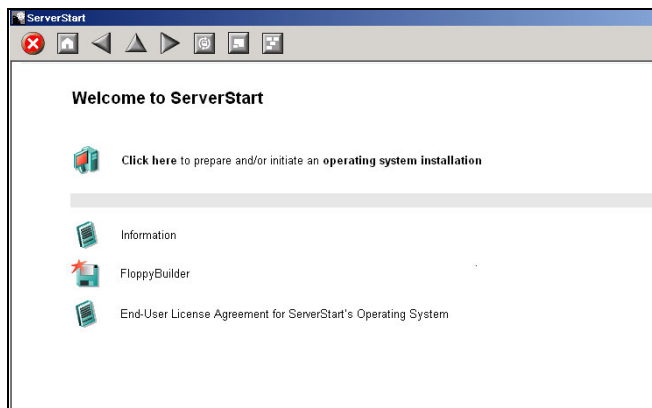 ServerStart
Welcome to ServerStart
Click here to prepare and/or initiate an operating system installation
Information
FloppyBuilder
End-User License Agreement for ServerStart's Operating System